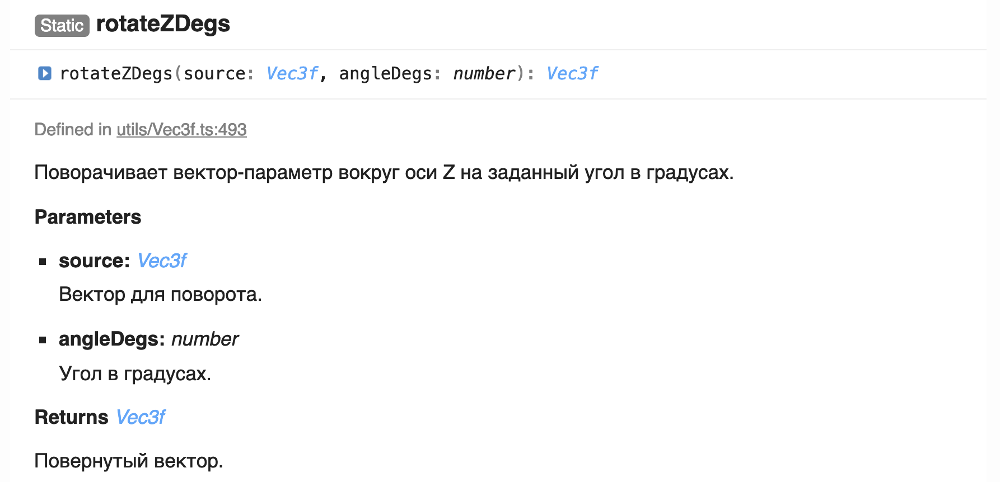 Static rotateZDegs
rotateZDegs(source: Vec3f, angleDegs: number): Vec3f
Defined in utils/Vec3f.ts:493
Поворачивает вектор-параметр вокруг оси Z на заданный угол в градусах.
Parameters
source: Vec3f
Вектор для поворота.
angleDegs: number
Угол в градусах.
Returns Vec3f
Повернутый вектор.